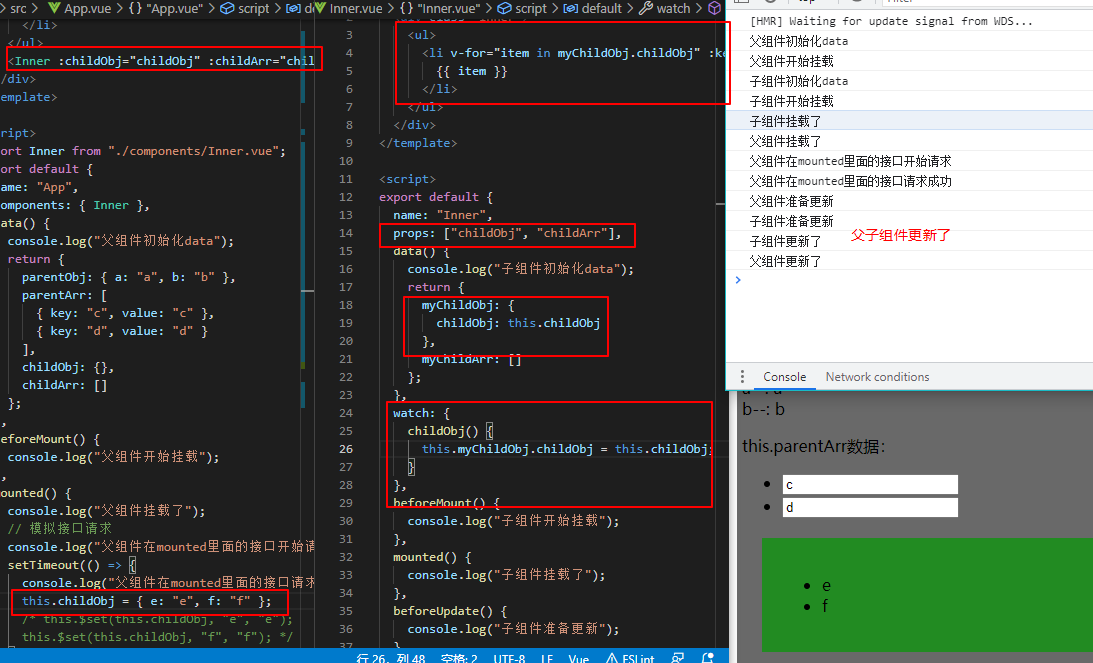 src > App.vue > {} "App.vue" > script >
</li>
</ul>
<Inner :childObj="childObj" :childArr="chil
/div>
emplate>
ript>
ort Inner from "./components/Inner.vue";
ort default {
ame: "App",
omponents: { Inner },
ata() {
console.log("父组件初始化data");
return {
parentObj: { a: "a", b: "b" },
parentArr: [
{ key: "c", value: "c" },
{ key: "d", value: "d" }
],
childObj: {},
childArr: []
};
,
eforeMount() {
console.log("父组件开始挂载");
,
ounted() {
console.log("父组件挂载了");
// 模拟接口请求
console.log("父组件在mounted里面的接口开始请
setTimeout(() => {
console.log("父组件在mounted里面的接口请求
this.childObj = { e: "e", f: "f" };
/* this.$set(this.childObj, "e", "e");
this.$set(this.childObj, "f", "f"); */
Inner.vue > {} "Inner.vue" > script > default > watch >
3 <ul>
4 <li v-for="item in myChildObj.childObj" :ke
5 {{ item }}
6 </li>
7 </ul>
8 </div>
9 </template>
10
11 <script>
12 export default {
13 name: "Inner",
14 props: ["childObj", "childArr"],
15 data() {
16 console.log("子组件初始化data");
17 return {
18 myChildObj: {
19 childObj: this.childObj
20 },
21 myChildArr: []
22 };
23 },
24 watch: {
25 childObj() {
26 this.myChildObj.childObj = this.childObj;
27 }
28 },
29 beforeMount() {
30 console.log("子组件开始挂载");
31 },
32 mounted() {
33 console.log("子组件挂载了");
34 },
35 beforeUpdate() {
36 console.log("子组件准备更新");
37 }
行 26，列 48 空格: 2 UTF-8 LF Vue ESLint
[HMR] Waiting for update signal from WDS...
父组件初始化data
父组件开始挂载
子组件初始化data
子组件开始挂载
子组件挂载了
父组件挂载了
父组件在mounted里面的接口开始请求
父组件在mounted里面的接口请求成功
父组件准备更新
子组件准备更新
子组件更新了
父子组件更新了
父组件更新了
>
Console Network conditions
b--: b
this.parentArr数据：
c
d
e
f